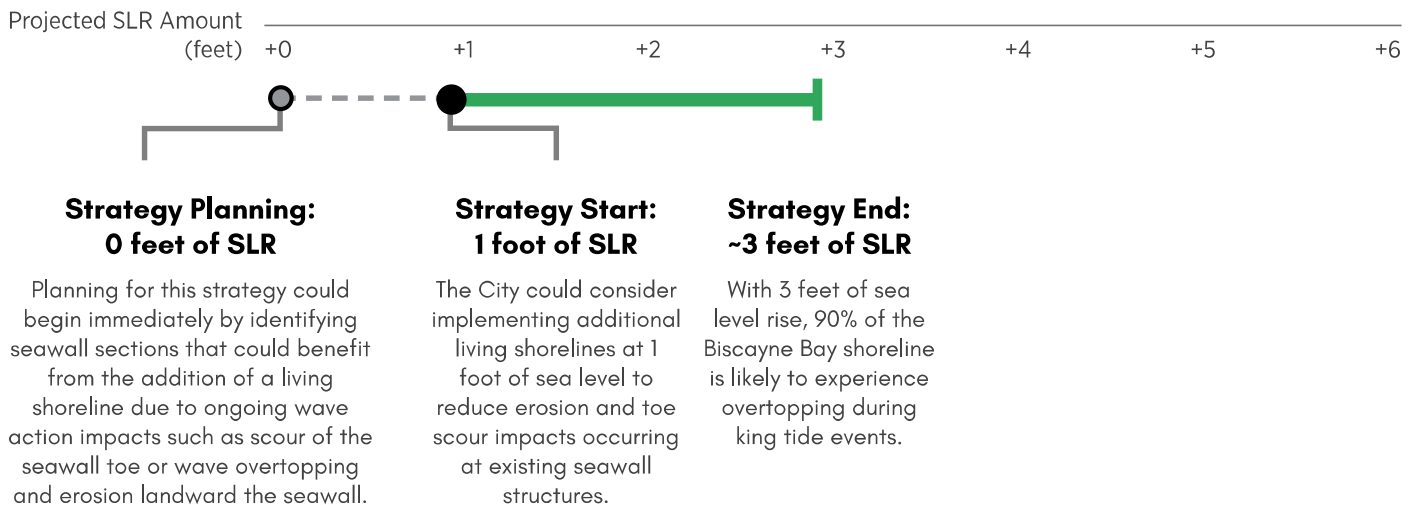 Projected SLR Amount
(feet) +0 +1 +2 +3 +4 +5 +6
Strategy Planning:
0 feet of SLR
Planning for this strategy could
begin immediately by identifying
seawall sections that could benefit
from the addition of a living
shoreline due to ongoing wave
action impacts such as scour of the
seawall toe or wave overtopping
and erosion landward the seawall.
Strategy Start:
1 foot of SLR
The City could consider
implementing additional
living shorelines at 1
foot of sea level to
reduce erosion and toe
scour impacts occurring
at existing seawall
structures.
Strategy End:
~3 feet of SLR
With 3 feet of sea
level rise, 90% of the
Biscayne Bay shoreline
is likely to experience
overtopping during
king tide events.